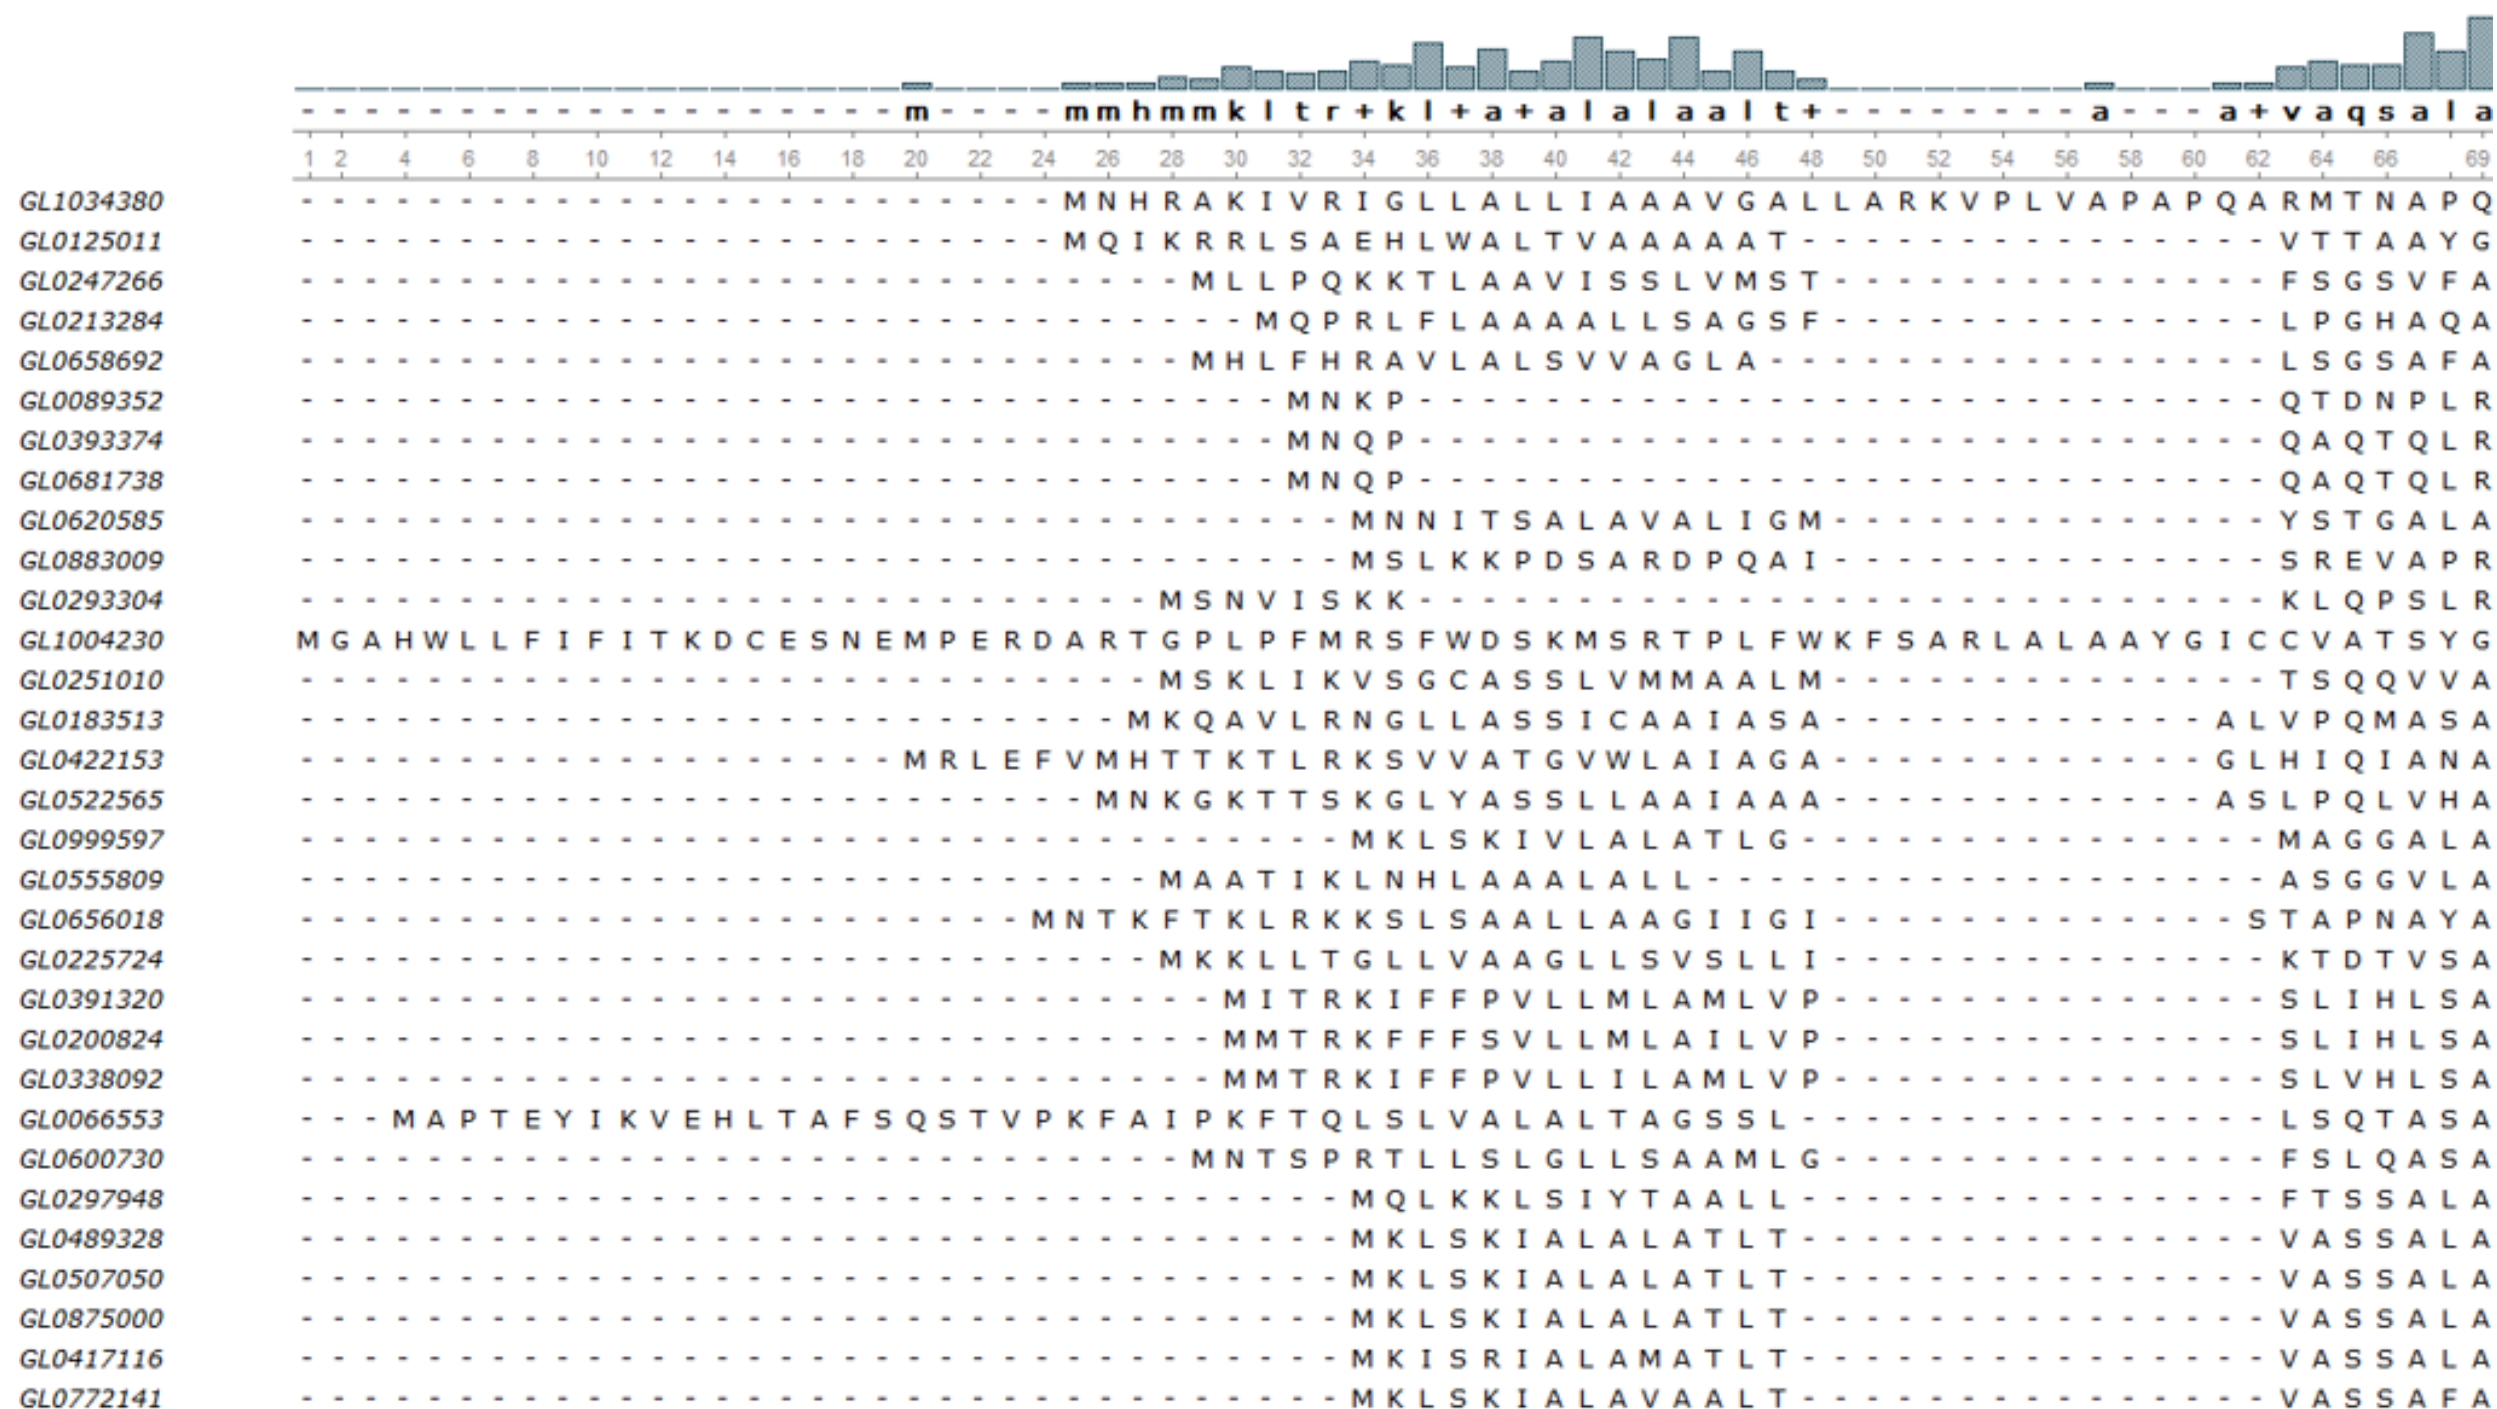 - - - - - - - - - - - - - - - - - - - m - - - - m m h m m k l t r + k l + a + a l a l a a l t + - - - - - - - - a - - - a + v a q s a l a
1 2 4 6 8 10 12 14 16 18 20 22 24 26 28 30 32 34 36 38 40 42 44 46 48 50 52 54 56 58 60 62 64 66 69
GL1034380 - - - - - - - - - - - - - - - - - - - - - - - - M N H R A K I V R I G L L A L L I A A A V G A L L A R K V P L V A P A P Q A R M T N A P Q
GL0125011 - - - - - - - - - - - - - - - - - - - - - - - - M Q I K R R L S A E H L W A L T V A A A A A T - - - - - - - - - - - - - - - V T T A A Y G
GL0247266 - - - - - - - - - - - - - - - - - - - - - - - - - - - - M L L P Q K K T L A A V I S S L V M S T - - - - - - - - - - - - - - F S G S V F A
GL0213284 - - - - - - - - - - - - - - - - - - - - - - - - - - - - - - M Q P R L F L A A A A L L S A G S F - - - - - - - - - - - - - - L P G H A Q A
GL0658692 - - - - - - - - - - - - - - - - - - - - - - - - - - - - M H L F H R A V L A L S V V A G L A - - - - - - - - - - - - - - - - L S G S A F A
GL0089352 - - - - - - - - - - - - - - - - - - - - - - - - - - - - - - - M N K P - - - - - - - - - - - - - - - - - - - - - - - - - - - Q T D N P L R
GL0393374 - - - - - - - - - - - - - - - - - - - - - - - - - - - - - - - M N Q P - - - - - - - - - - - - - - - - - - - - - - - - - - - Q A Q T Q L R
GL0681738 - - - - - - - - - - - - - - - - - - - - - - - - - - - - - - - M N Q P - - - - - - - - - - - - - - - - - - - - - - - - - - - Q A Q T Q L R
GL0620585 - - - - - - - - - - - - - - - - - - - - - - - - - - - - - - - - - M N N I T S A L A V A L I G M - - - - - - - - - - - - - - Y S T G A L A
GL0883009 - - - - - - - - - - - - - - - - - - - - - - - - - - - - - - - - - M S L K K P D S A R D P Q A I - - - - - - - - - - - - - - S R E V A P R
GL0293304 - - - - - - - - - - - - - - - - - - - - - - - - - - - M S N V I S K K - - - - - - - - - - - - - - - - - - - - - - - - - - - K L Q P S L R
GL1004230 M G A H W L L F I F I T K D C E S N E M P E R D A R T G P L P F M R S F W D S K M S R T P L F W K F S A R L A L A A Y G I C C V A T S Y G
GL0251010 - - - - - - - - - - - - - - - - - - - - - - - - - - - M S K L I K V S G C A S S L V M M A A L M - - - - - - - - - - - - - - T S Q Q V V A
GL0183513 - - - - - - - - - - - - - - - - - - - - - - - - - - M K Q A V L R N G L L A S S I C A A I A S A - - - - - - - - - - - - A L V P Q M A S A
GL0422153 - - - - - - - - - - - - - - - - - - - M R L E F V M H T T K T L R K S V V A T G V W L A I A G A - - - - - - - - - - - - G L H I Q I A N A
GL0522565 - - - - - - - - - - - - - - - - - - - - - - - - - M N K G K T T S K G L Y A S S L L A A I A A A - - - - - - - - - - - - A S L P Q L V H A
GL0999597 - - - - - - - - - - - - - - - - - - - - - - - - - - - - - - - - - M K L S K I V L A L A T L G - - - - - - - - - - - - - - - M A G G A L A
GL0555809 - - - - - - - - - - - - - - - - - - - - - - - - - - - M A A T I K L N H L A A A L A L L - - - - - - - - - - - - - - - - - - A S G G V L A
GL0656018 - - - - - - - - - - - - - - - - - - - - - - - M N T K F T K L R K K S L S A A L L A A G I I G I - - - - - - - - - - - - - S T A P N A Y A
GL0225724 - - - - - - - - - - - - - - - - - - - - - - - - - - - M K K L L T G L L V A A G L L S V S L L I - - - - - - - - - - - - - - K T D T V S A
GL0391320 - - - - - - - - - - - - - - - - - - - - - - - - - - - - - M I T R K I F F P V L L M L A M L V P - - - - - - - - - - - - - - S L I H L S A
GL0200824 - - - - - - - - - - - - - - - - - - - - - - - - - - - - - M M T R K F F F S V L L M L A I L V P - - - - - - - - - - - - - - S L I H L S A
GL0338092 - - - - - - - - - - - - - - - - - - - - - - - - - - - - - M M T R K I F F P V L L I L A M L V P - - - - - - - - - - - - - - S L V H L S A
GL0066553 - - - M A P T E Y I K V E H L T A F S Q S T V P K F A I P K F T Q L S L V A L A L T A G S S L - - - - - - - - - - - - - - - L S Q T A S A
GL0600730 - - - - - - - - - - - - - - - - - - - - - - - - - - - - M N T S P R T L L S L G L L S A A M L G - - - - - - - - - - - - - - F S L Q A S A
GL0297948 - - - - - - - - - - - - - - - - - - - - - - - - - - - - - - - - - M Q L K K L S I Y T A A L L - - - - - - - - - - - - - - - F T S S A L A
GL0489328 - - - - - - - - - - - - - - - - - - - - - - - - - - - - - - - - - M K L S K I A L A L A T L T - - - - - - - - - - - - - - - V A S S A L A
GL0507050 - - - - - - - - - - - - - - - - - - - - - - - - - - - - - - - - - M K L S K I A L A L A T L T - - - - - - - - - - - - - - - V A S S A L A
GL0875000 - - - - - - - - - - - - - - - - - - - - - - - - - - - - - - - - - M K L S K I A L A L A T L T - - - - - - - - - - - - - - - V A S S A L A
GL0417116 - - - - - - - - - - - - - - - - - - - - - - - - - - - - - - - - - M K I S R I A L A M A T L T - - - - - - - - - - - - - - - V A S S A L A
GL0772141 - - - - - - - - - - - - - - - - - - - - - - - - - - - - - - - - - M K L S K I A L A V A A L T - - - - - - - - - - - - - - - V A S S A F A